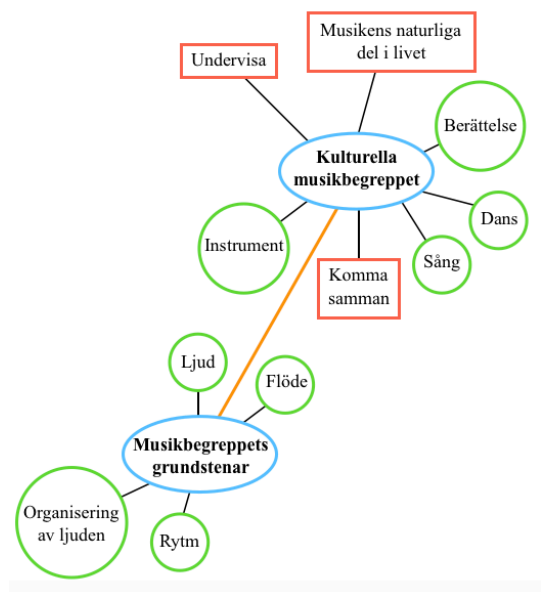 Musikens naturliga
del i livet
Undervisa
Berättelse
Kulturella
musikbegreppet
Dans
Instrument
Sång
Komma
samman
Ljud
Flöde
Musikbegreppets
grundstenar
Organisering
av ljuden
Rytm